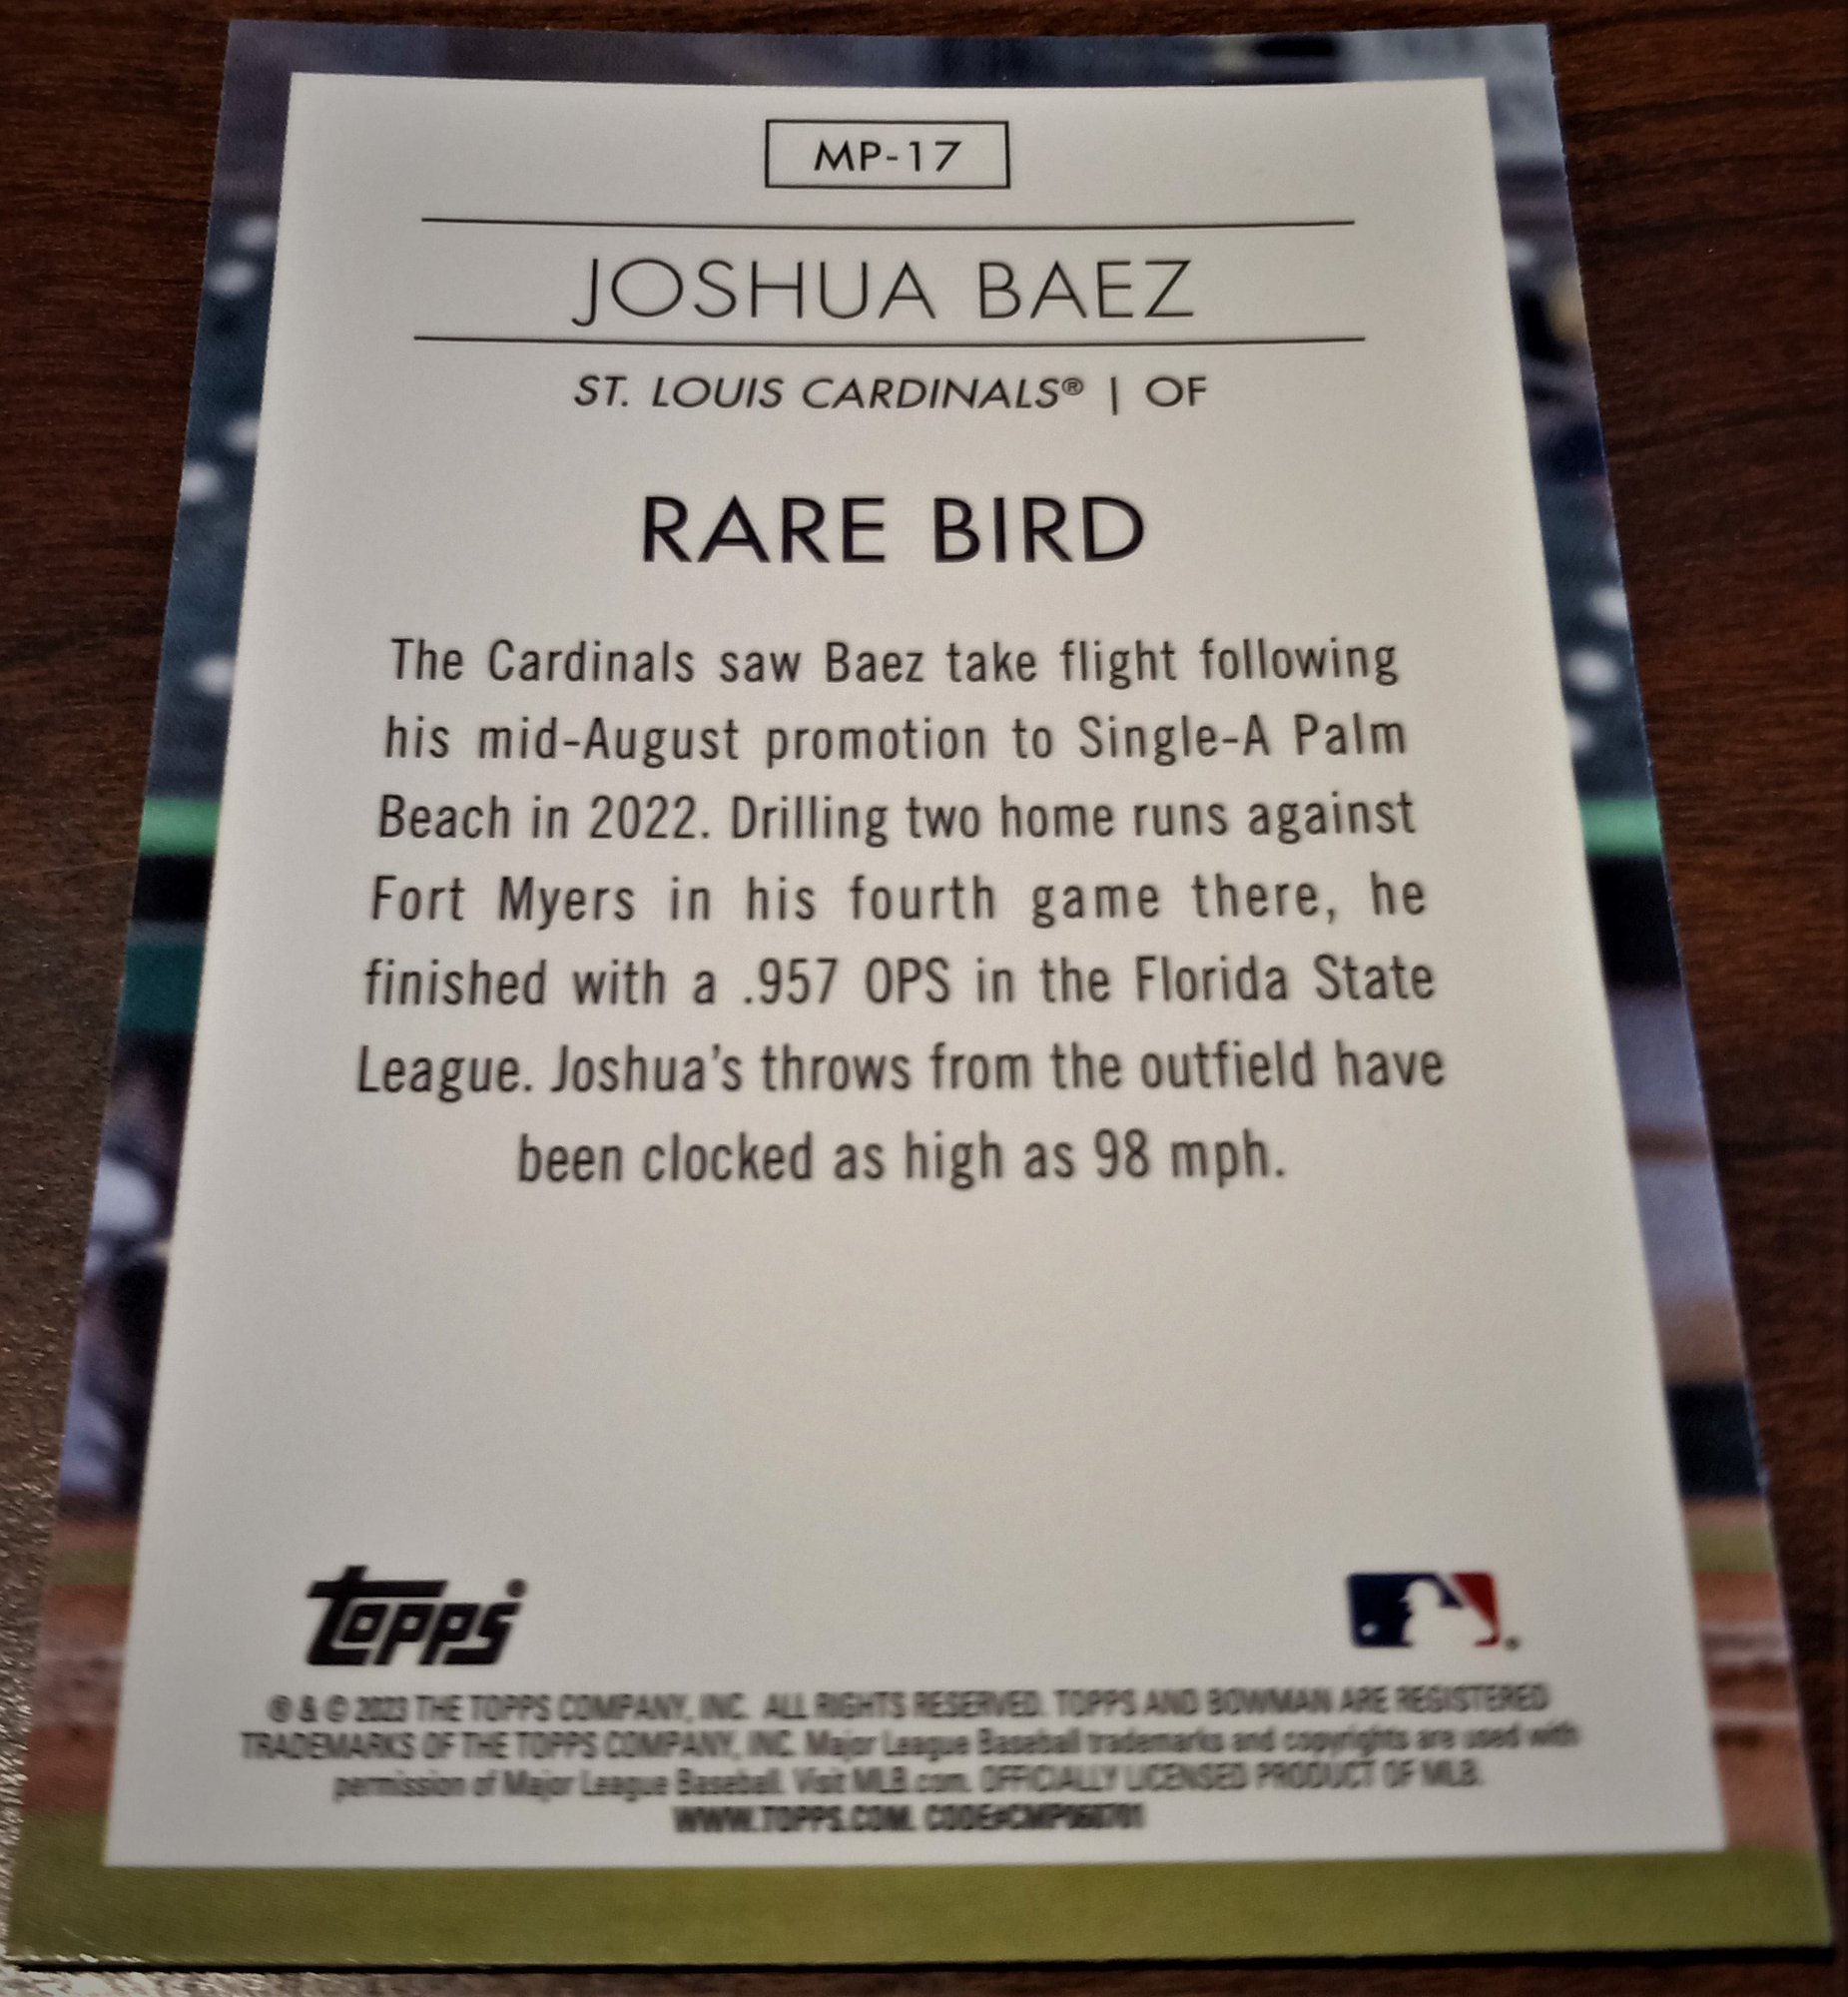 MP-17
JOSHUA BAEZ
ST. LOUIS CARDINALS® | OF
RARE BIRD
The Cardinals saw Baez take flight following
his mid-August promotion to Single-A Palm
Beach in 2022. Drilling two home runs against
Fort Myers in his fourth game there, he
finished with a .957 OPS in the Florida State
League. Joshua's throws from the outfield have
been clocked as high as 98 mph.
topps
® & © 2023 THE TOPPS COMPANY, INC. ALL RIGHTS RESERVED. TOPPS AND BOWMAN ARE REGISTERED
TRADEMARKS OF THE TOPPS COMPANY, INC. Major League Baseball trademarks and copyrights are used with
permission of Major League Baseball. Visit MLB.com. OFFICIALLY LICENSED PRODUCT OF MLB.
WWW.TOPPS.COM. CODE#CMP060701